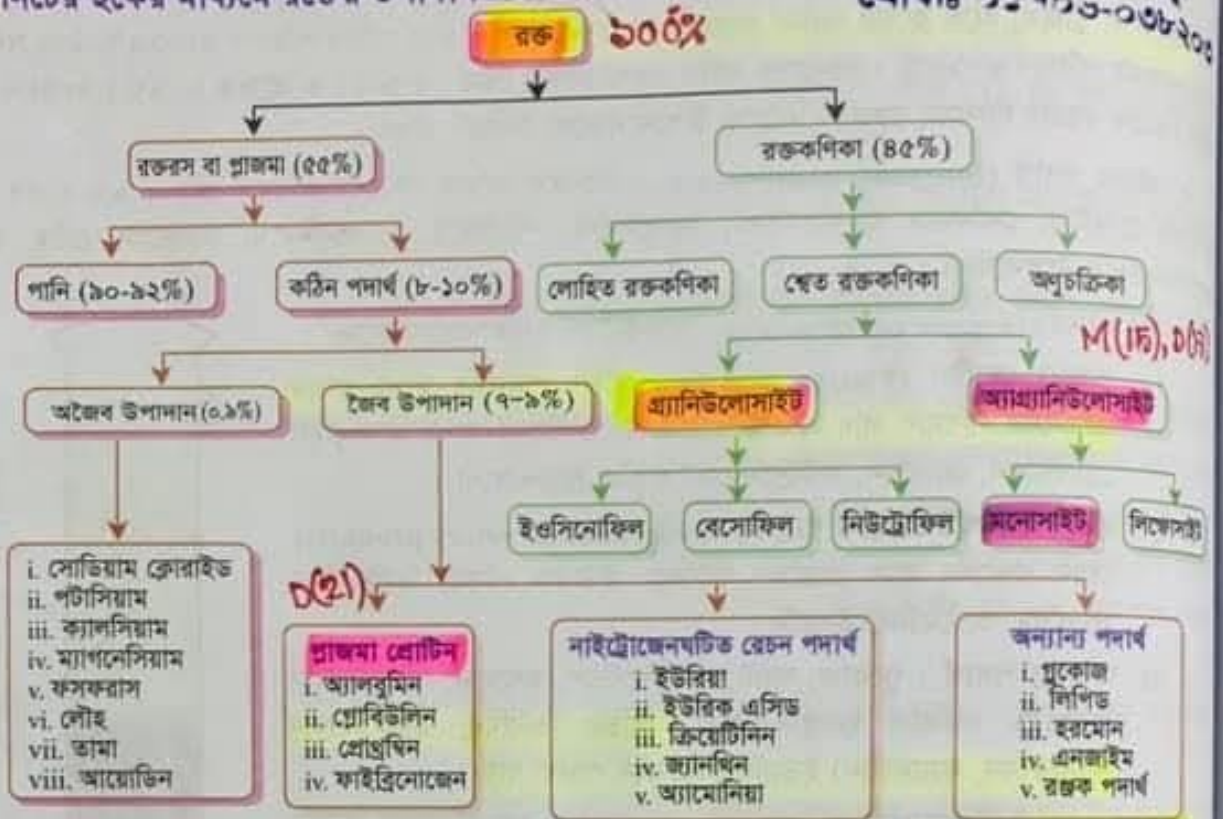 রক্ত ১০০%
রক্তরস বা প্লাজমা (৫৫%)
রক্তকণিকা (৪৫%)
পানি (৯০-৯২%)
কঠিন পদার্থ (৮-১০%)
লোহিত রক্তকণিকা
শ্বেত রক্তকণিকা
অণুচক্রিকা
M(15), D(
অজৈব উপাদান (০.৯%)
জৈব উপাদান (৭-৯%)
গ্র্যানিউলোসাইট
অ্যাগ্র্যানিউলোসাইট
ইওসিনোফিল
বেসোফিল
নিউট্রোফিল
মনোসাইট
লিম্ফোসাইট
i. সোডিয়াম ক্লোরাইড
ii. পটাসিয়াম
iii. ক্যালসিয়াম
iv. ম্যাগনেসিয়াম
v. ফসফরাস
vi. লৌহ
vii. তামা
viii. আয়োডিন
D(21)
প্লাজমা প্রোটিন
i. অ্যালবুমিন
ii. গ্লোবিউলিন
iii. প্রোথ্রম্বিন
iv. ফাইব্রিনোজেন
নাইট্রোজেনঘটিত রেচন পদার্থ
i. ইউরিয়া
ii. ইউরিক এসিড
iii. ক্রিয়েটিনিন
iv. জ্যানথিন
v. অ্যামোনিয়া
অন্যান্য পদার্থ
i. গ্লুকোজ
ii. লিপিড
iii. হরমোন
iv. এনজাইম
v. রঞ্জক পদার্থ